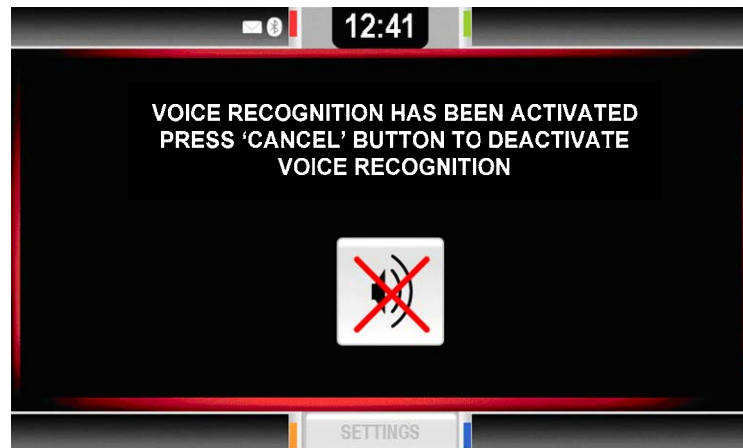 12:41
VOICE RECOGNITION HAS BEEN ACTIVATED
PRESS ‘CANCEL’ BUTTON TO DEACTIVATE
VOICE RECOGNITION
SETTINGS